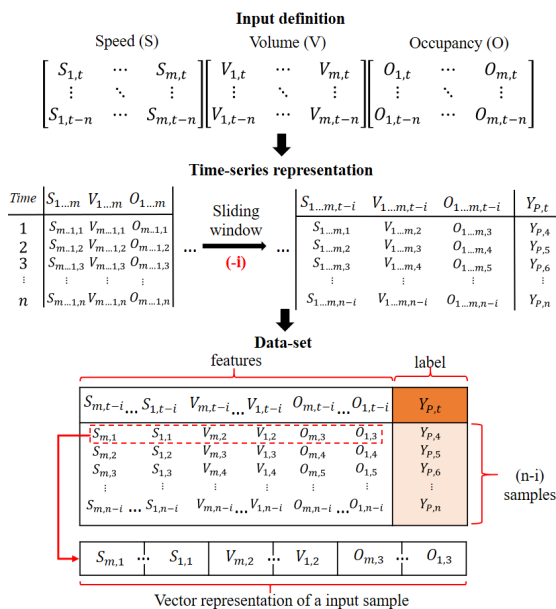 Input definition
Speed (S) Volume (V) Occupancy (O)
S1,t ⋯ Sm,t V1,t ⋯ Vm,t O1,t ⋯ Om,t
⋮ ⋱ ⋮ ⋮ ⋱ ⋮ ⋮ ⋱ ⋮
S1,t−n ⋯ Sm,t−n V1,t−n ⋯ Vm,t−n O1,t−n ⋯ Om,t−n
Time-series representation
Time S1…m V1…m O1…m
1 Sm…1,1 Vm…1,1 Om…1,1
2 Sm…1,2 Vm…1,2 Om…1,2
3 Sm…1,3 Vm…1,3 Om…1,3
⋮ ⋮ ⋮ ⋮
n Sm…1,n Vm…1,n Om…1,n
...
Sliding
window
(-i)
...
S1…m,t−i V1…m,t−i O1…m,t−i YP,t
S1…m,1 V1…m,2 O1…m,3 YP,4
S1…m,2 V1…m,3 O1…m,4 YP,5
S1…m,3 V1…m,4 O1…m,5 YP,6
⋮ ⋮ ⋮ ⋮
S1…m,n−i V1…m,n−i O1…m,n−i YP,n
Data-set
features label
Sm,t−i … S1,t−i Vm,t−i … V1,t−i Om,t−i … O1,t−i YP,t
Sm,1 S1,1 Vm,2 V1,2 Om,3 O1,3 YP,4
Sm,2 S1,2 Vm,3 V1,3 Om,4 O1,4 YP,5
Sm,3 S1,3 Vm,4 V1,4 Om,5 O1,5 YP,6
⋮ ⋮ ⋮ ⋮ ⋮ ⋮ ⋮
Sm,n−i … S1,n−i Vm,n−i … V1,n−i Om,n−i … O1,n−i YP,n
(n-i)
samples
Sm,1 ... S1,1 Vm,2 ... V1,2 Om,3 ... O1,3
Vector representation of a input sample